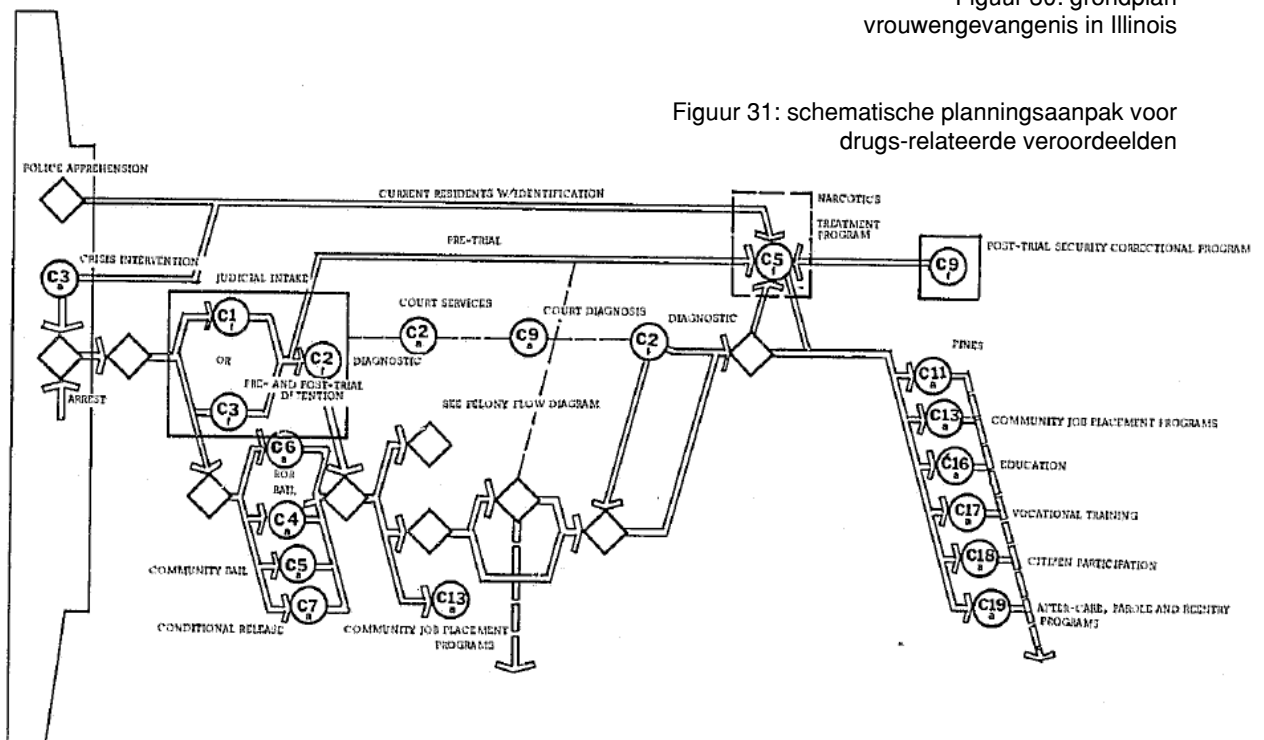 Figuur 30: grondplan
vrouwengevangenis in Illinois
Figuur 31: schematische planningsaanpak voor
drugs-relateerde veroordeelden
POLICE APPREHENSION
CURRENT RESIDENTS W/IDENTIFICATION
NARCOTICS
TREATMENT
PROGRAM
PRE-TRIAL
POST-TRIAL SECURITY CORRECTIONAL PROGRAM
C5
f
C9
f
C3
a
CRISIS INTERVENTION
JUDICIAL INTAKE
COURT SERVICES
COURT DIAGNOSIS
DIAGNOSTIC
C1
f
C2
a
C9
a
C2
f
OR
C2
f
DIAGNOSTIC
FINES
PRE- AND POST-TRIAL
DETENTION
C11
a
ARREST
C3
f
SEE FELONY FLOW DIAGRAM
C13
a
COMMUNITY JOB PLACEMENT PROGRAMS
C6
a
ROR
BAIL
C16
a
EDUCATION
C4
a
C17
a
VOCATIONAL TRAINING
COMMUNITY BAIL
C5
a
C18
a
CITIZEN PARTICIPATION
C7
a
C13
a
C19
a
AFTER-CARE, PAROLE AND REENTRY
PROGRAMS
CONDITIONAL RELEASE
COMMUNITY JOB PLACEMENT
PROGRAMS